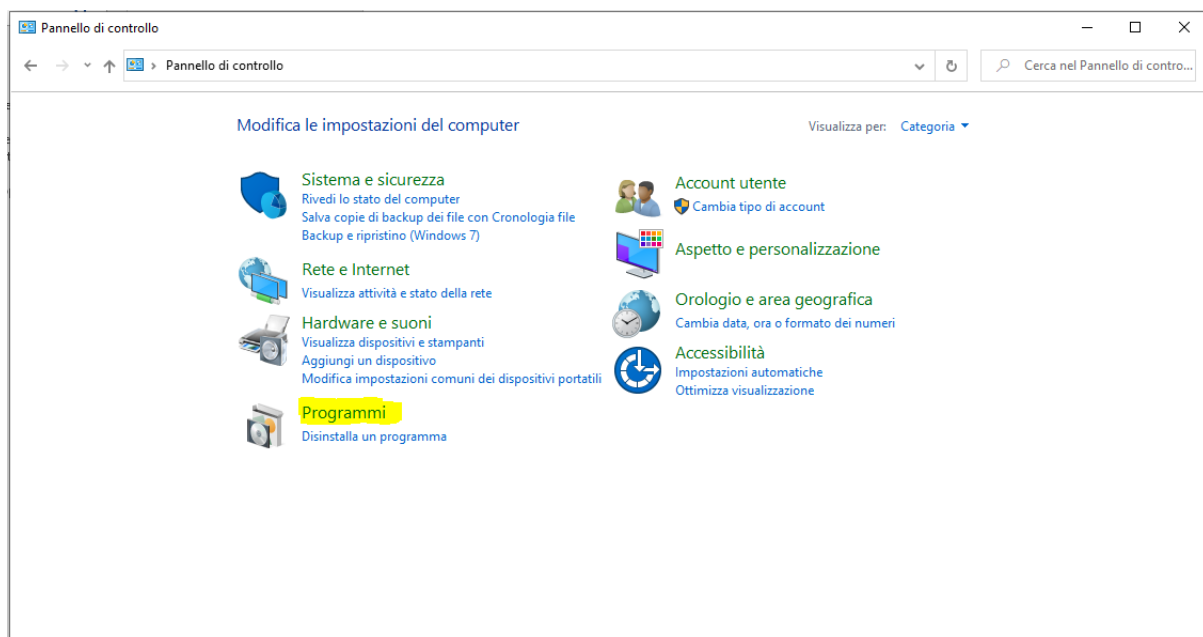 Pannello di controllo
Pannello di controllo
Cerca nel Pannello di contro...
Modifica le impostazioni del computer
Visualizza per: Categoria
Sistema e sicurezza
Rivedi lo stato del computer
Salva copie di backup dei file con Cronologia file
Backup e ripristino (Windows 7)
Rete e Internet
Visualizza attività e stato della rete
Hardware e suoni
Visualizza dispositivi e stampanti
Aggiungi un dispositivo
Modifica impostazioni comuni dei dispositivi portatili
Programmi
Disinstalla un programma
Account utente
Cambia tipo di account
Aspetto e personalizzazione
Orologio e area geografica
Cambia data, ora o formato dei numeri
Accessibilità
Impostazioni automatiche
Ottimizza visualizzazione